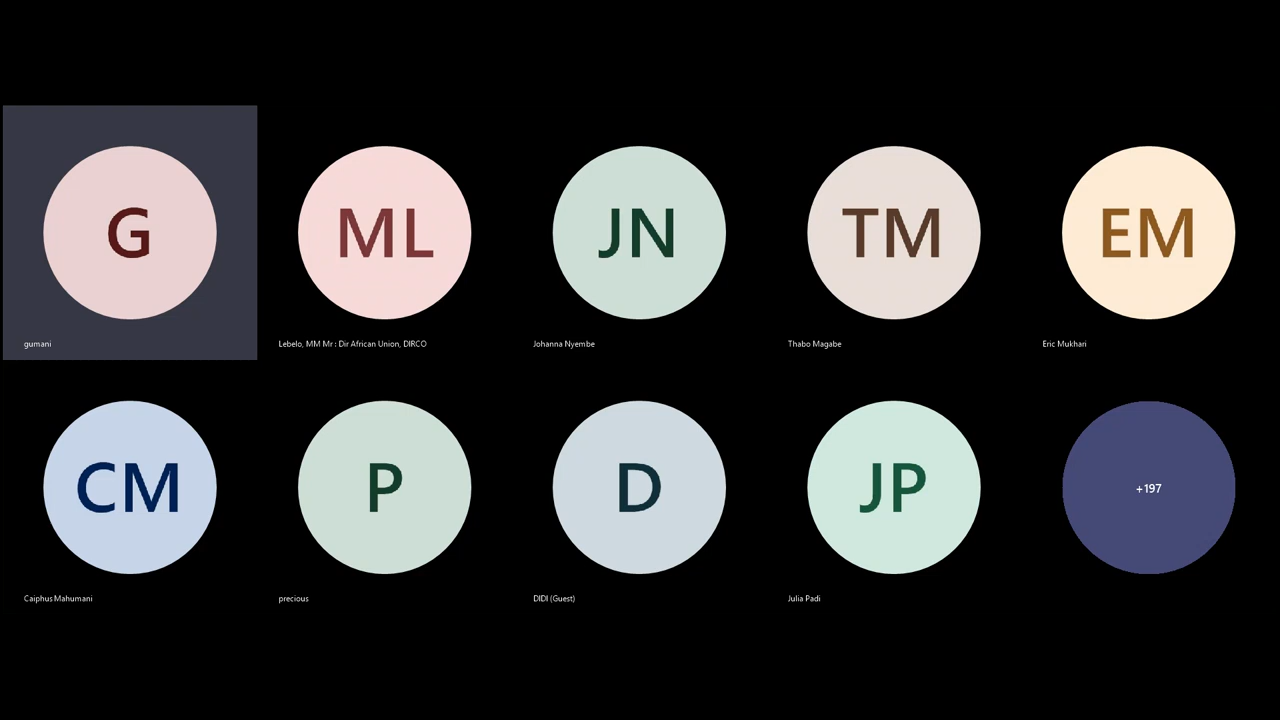 G
ML
JN
TM
EM
gumani
Lebelo, MM Mr : Dir African Union, DIRCO
Johanna Nyembe
Thabo Magabe
Eric Mukhari
CM
P
D
JP
+197
Caiphus Mahumani
precious
DIDI (Guest)
Julia Padi